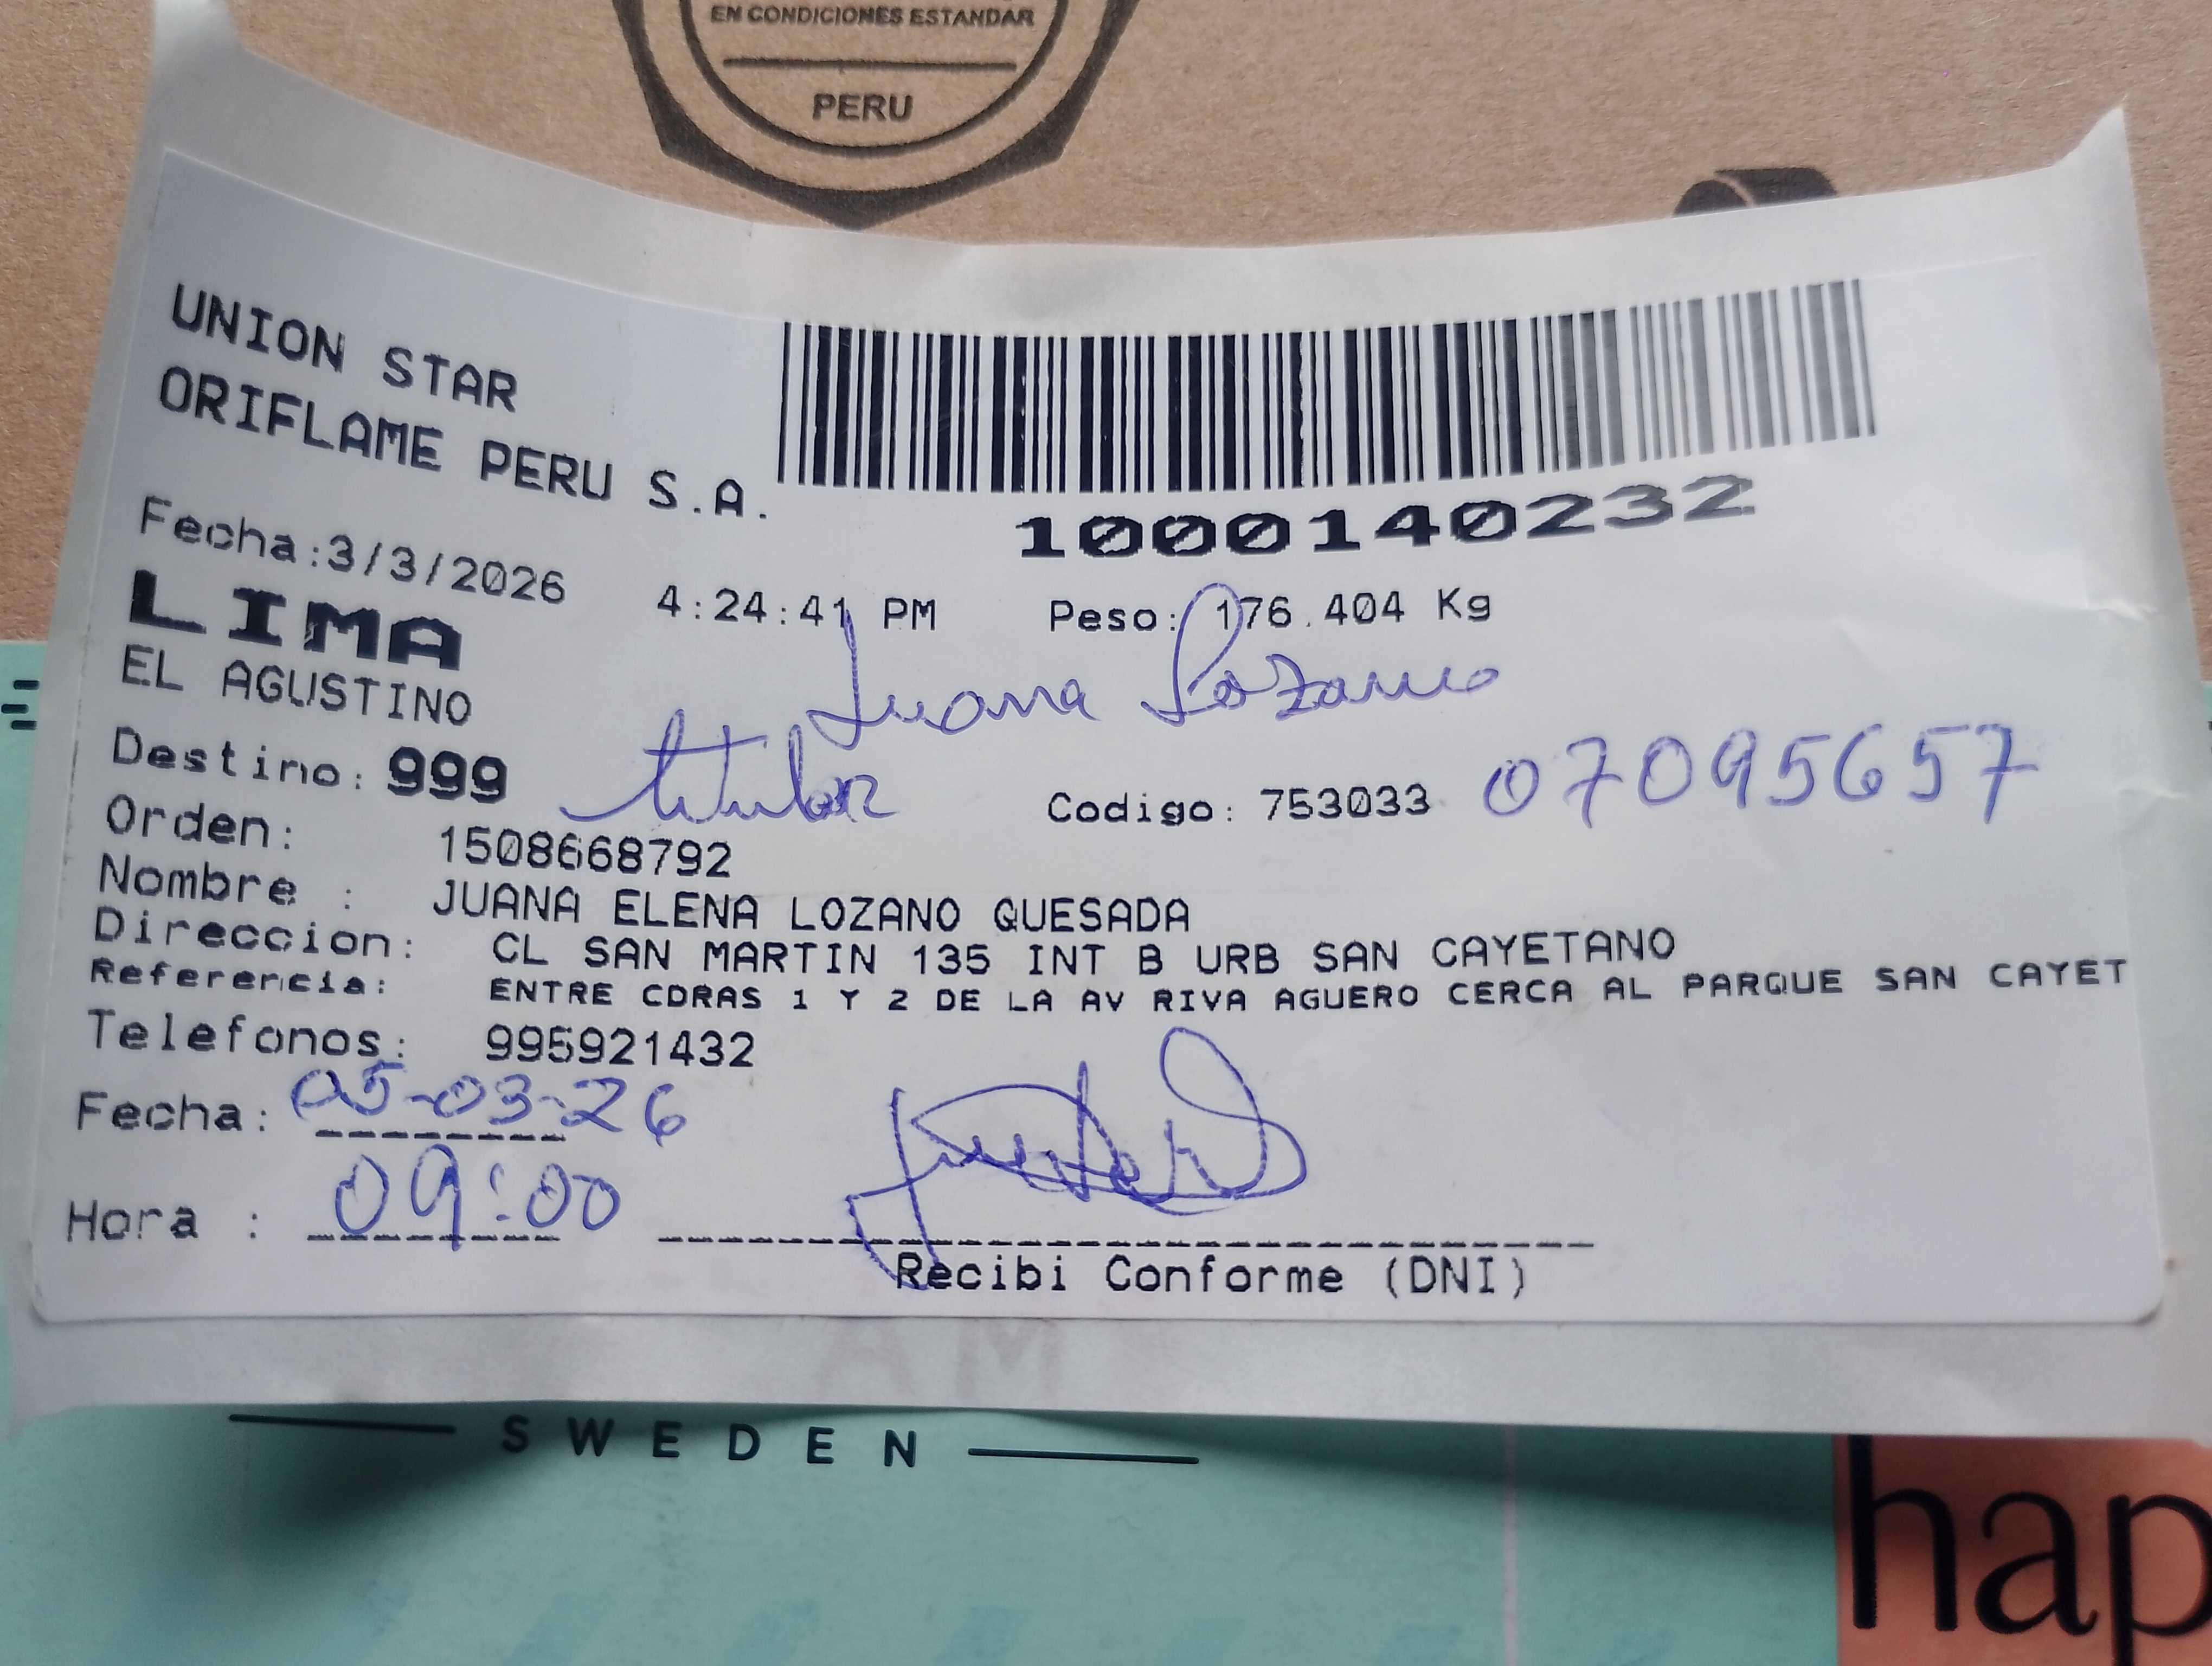 EN CONDICIONES ESTANDAR
PERU
UNION STAR
ORIFLAME PERU S.A.
1000140232
Fecha:3/3/2026 4:24:41 PM Peso: 176.404 Kg
LIMA
EL AGUSTINO
Juana Lozano
Destino: 999 titular Codigo: 753033 07095657
Orden: 1508668792
Nombre : JUANA ELENA LOZANO QUESADA
Direccion: CL SAN MARTIN 135 INT B URB SAN CAYETANO
Referencia: ENTRE CDRAS 1 Y 2 DE LA AV RIVA AGUERO CERCA AL PARQUE SAN CAYET
Telefonos: 995921432
Fecha: 05-03-26
Hora : 09:00
Recibi Conforme (DNI)
AM
SWEDEN
hap